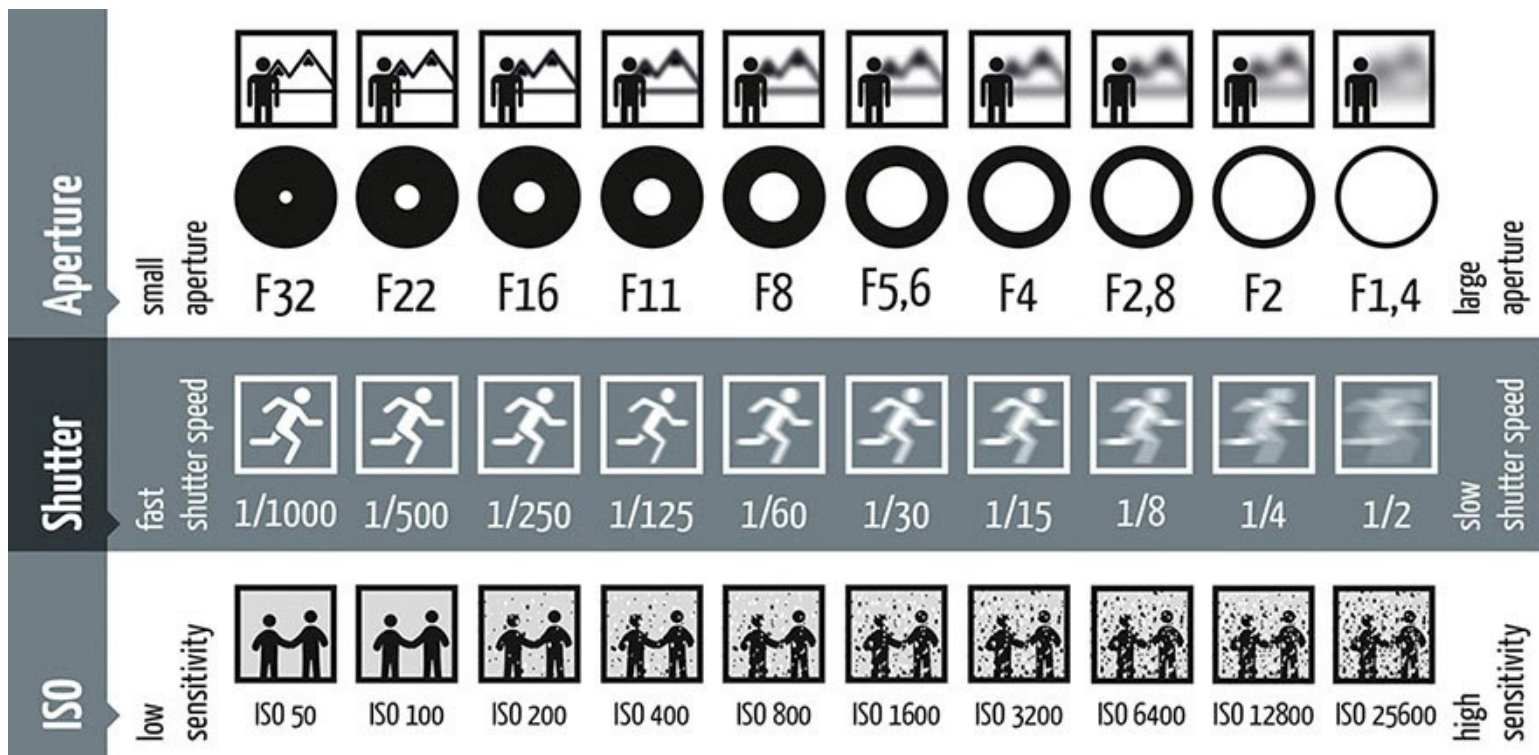 Aperture
small
aperture
F32 F22 F16 F11 F8 F5,6 F4 F2,8 F2 F1,4
large
aperture
Shutter
fast
shutter speed
1/1000 1/500 1/250 1/125 1/60 1/30 1/15 1/8 1/4 1/2
slow
shutter speed
ISO
low
sensitivity
ISO 50 ISO 100 ISO 200 ISO 400 ISO 800 ISO 1600 ISO 3200 ISO 6400 ISO 12800 ISO 25600
high
sensitivity